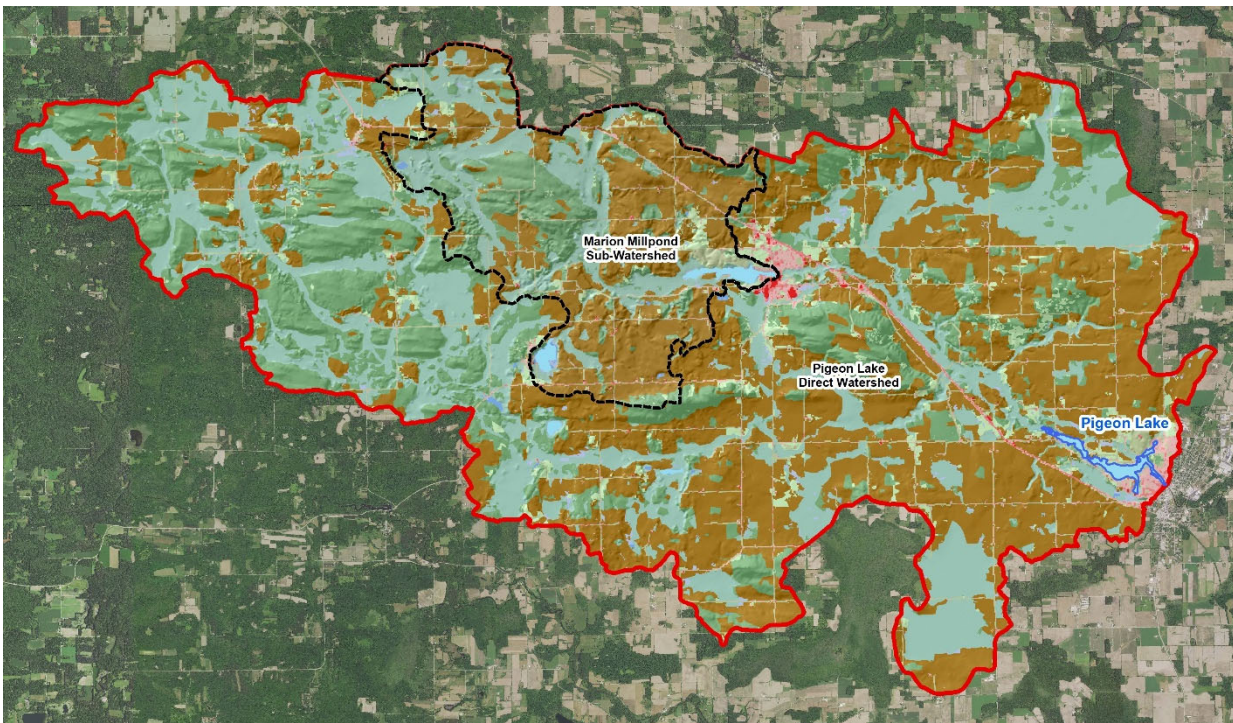 Marion Millpond
Sub-Watershed
Pigeon Lake
Direct Watershed
Pigeon Lake